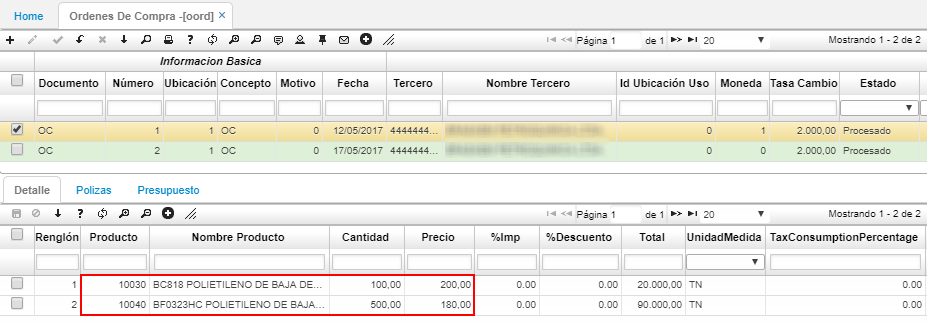 Home Ordenes De Compra -[oord] ×
Página 1 de 1 20 Mostrando 1 - 2 de 2
Informacion Basica
Documento Número Ubicación Concepto Motivo Fecha Tercero Nombre Tercero Id Ubicación Uso Moneda Tasa Cambio Estado
OC 1 1 OC 0 12/05/2017 4444444... 0 1 2.000,00 Procesado
OC 2 1 OC 0 17/05/2017 4444444... 0 0 2.000,00 Procesado
Detalle Polizas Presupuesto
Página 1 de 1 20 Mostrando 1 - 2 de 2
Renglón Producto Nombre Producto Cantidad Precio %Imp %Descuento Total UnidadMedida TaxConsumptionPercentage
1 10030 BC818 POLIETILENO DE BAJA DE... 100,00 200,00 0.00 0.00 20.000,00 TN 0.00
2 10040 BF0323HC POLIETILENO DE BAJA... 500,00 180,00 0.00 0.00 90.000,00 TN 0.00